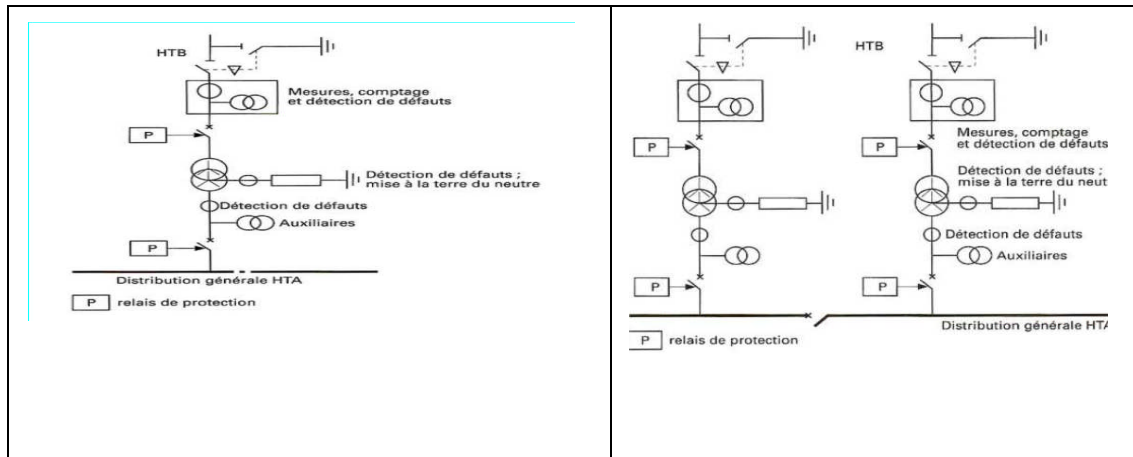 HTB
Mesures, comptage
et détection de défauts
P
Détection de défauts ;
mise à la terre du neutre
Détection de défauts
Auxiliaires
P
Distribution générale HTA
P relais de protection
HTB
Mesures, comptage
et détection de défauts
P
P
Détection de défauts ;
mise à la terre du neut
Détection de défauts
Auxiliaires
P
P
Distribution générale HTA
P relais de protection